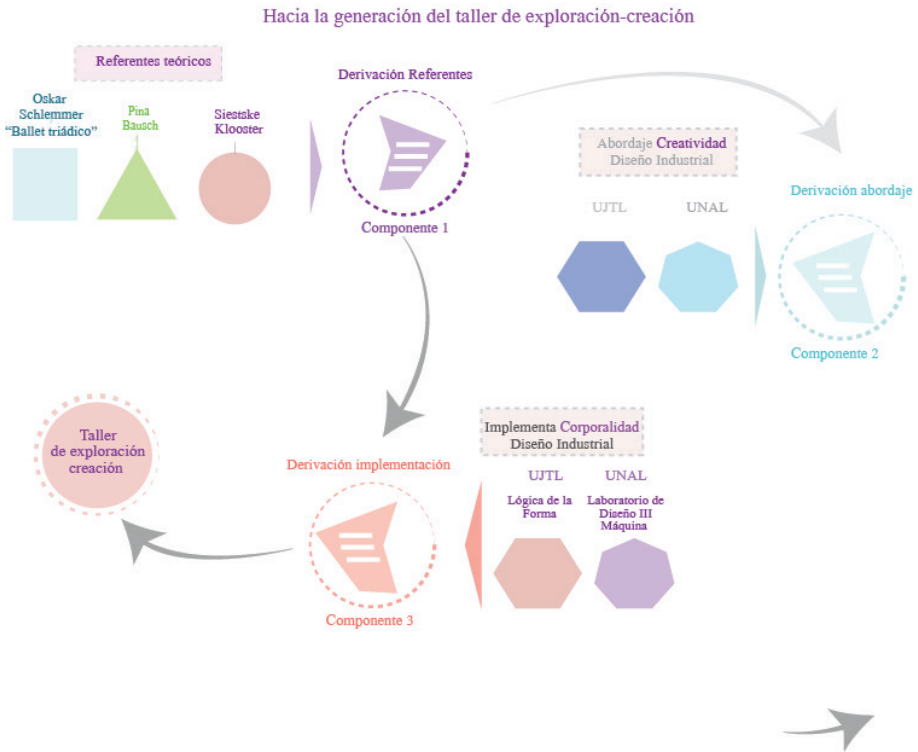 Hacia la generación del taller de exploración-creación
Referentes teóricos
Oskar
Schlemmer
“Ballet triádico”
Pina
Bausch
Siestske
Klooster
Derivación Referentes
Componente 1
Abordaje Creatividad
Diseño Industrial
UJTL
UNAL
Derivación abordaje
Componente 2
Implementa Corporalidad
Diseño Industrial
UJTL
UNAL
Lógica de la
Forma
Laboratorio de
Diseño III
Máquina
Derivación implementación
Componente 3
Taller
de exploración
creación